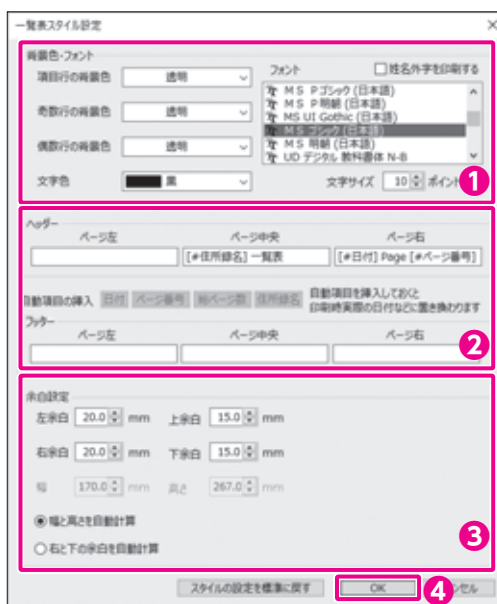 一覧表スタイル設定
背景色・フォント
項目行の背景色 透明
奇数行の背景色 透明
偶数行の背景色 透明
文字色 黒
フォント 姓名外字を印刷する
MS Pゴシック (日本語)
MS P明朝 (日本語)
MS UI Gothic (日本語)
MS ゴシック (日本語)
MS 明朝 (日本語)
UD デジタル 教科書体 N-B
文字サイズ 10 ポイン
1
ヘッダー
ページ左 ページ中央 ページ右
[#住所録名] 一覧表 [#日付] Page [#ページ番号]
自動項目の挿入 日付 ページ番号 総ページ数 住所録名
自動項目を挿入しておくと
印刷時実際の日付などに置き換わります
フッター
ページ左 ページ中央 ページ右
2
余白設定
左余白 20.0 mm 上余白 15.0 mm
右余白 20.0 mm 下余白 15.0 mm
幅 170.0 mm 高さ 267.0 mm
幅と高さを自動計算
右と下の余白を自動計算
3
スタイルの設定を標準に戻す OK ンセル
4